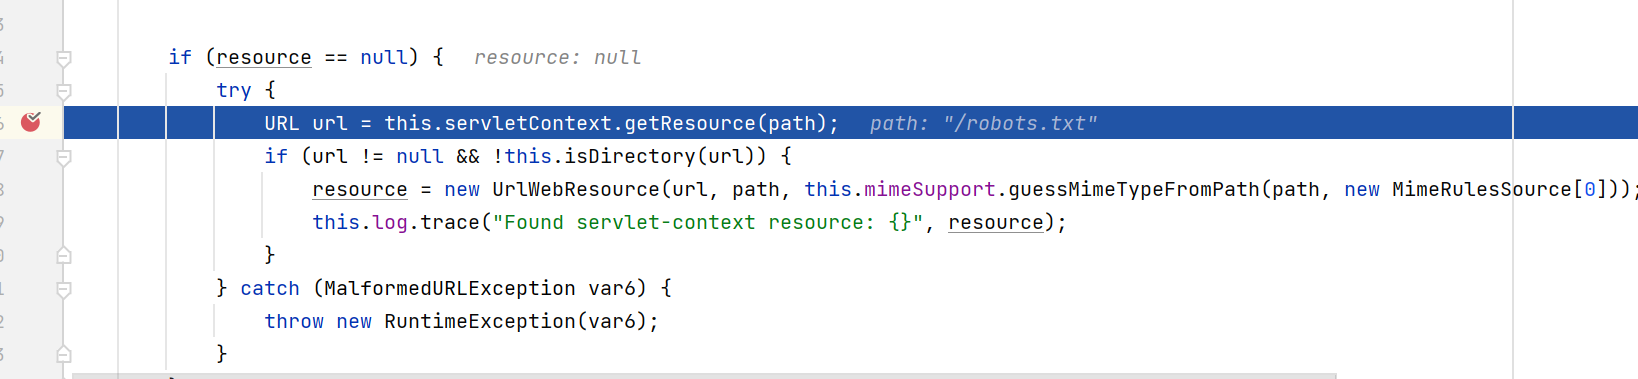 if (resource == null) {   resource: null
try {
URL url = this.servletContext.getResource(path);   path: "/robots.txt"
if (url != null && !this.isDirectory(url)) {
resource = new UrlWebResource(url, path, this.mimeSupport.guessMimeTypeFromPath(path, new MimeRulesSource[0]));
this.log.trace("Found servlet-context resource: {}", resource);
}
} catch (MalformedURLException var6) {
throw new RuntimeException(var6);
}